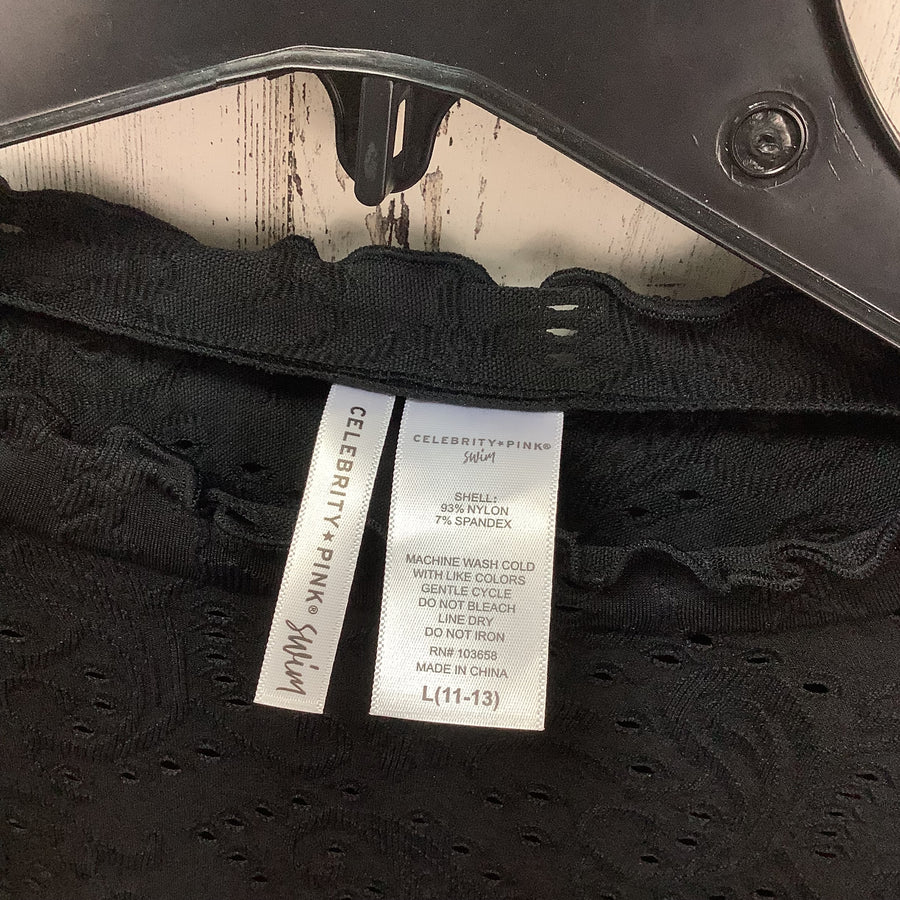 CELEBRITY★PINK® swim
CELEBRITY★PINK®
swim
SHELL:
93% NYLON
7% SPANDEX
MACHINE WASH COLD
WITH LIKE COLORS
GENTLE CYCLE
DO NOT BLEACH
LINE DRY
DO NOT IRON
RN# 103658
MADE IN CHINA
L(11-13)